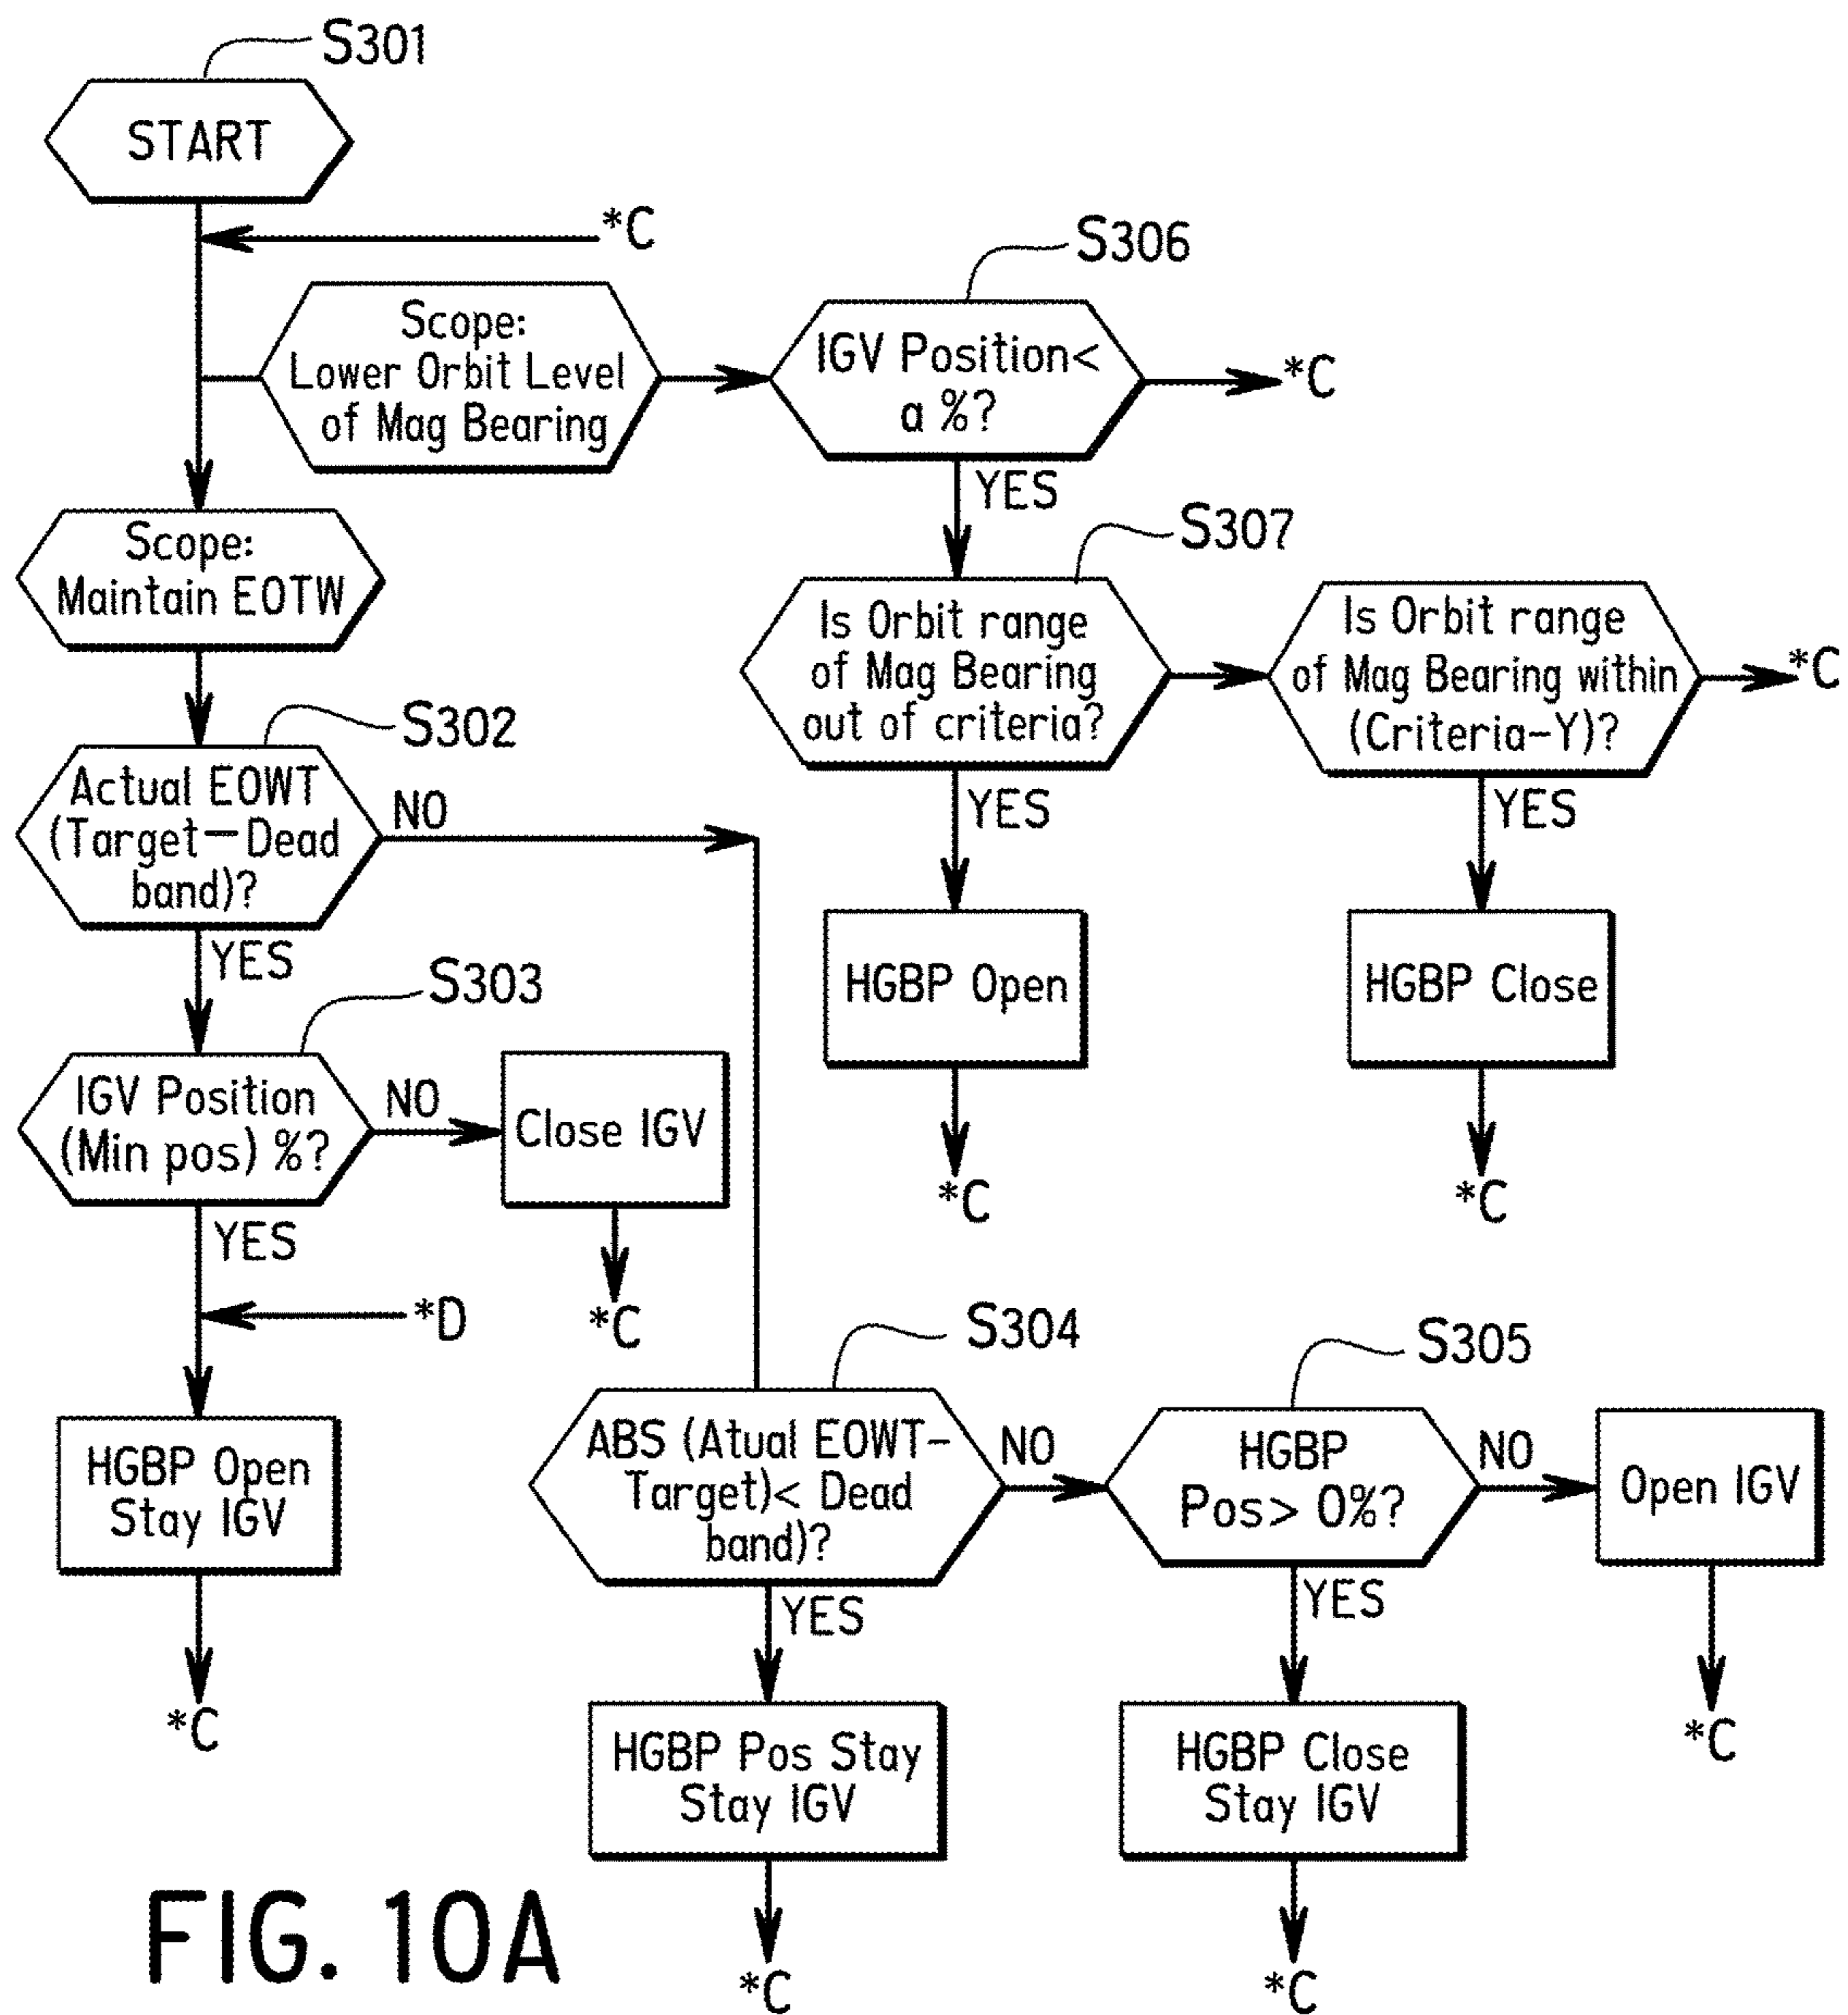 S301
START
*C
S306
Scope:
Lower Orbit Level
of Mag Bearing
IGV Position<
a %?
*C
YES
S307
Scope:
Maintain EOTW
Is Orbit range
of Mag Bearing
out of criteria?
Is Orbit range
of Mag Bearing within
(Criteria-Y)?
*C
S302
Actual EOWT
(Target-Dead
band)?
NO
YES
YES
YES
HGBP Open
HGBP Close
S303
IGV Position
(Min pos) %?
NO
Close IGV
*C
*C
YES
*C
*D
S304
S305
HGBP Open
Stay IGV
ABS (Atual EOWT-
Target)< Dead
band)?
NO
HGBP
Pos> 0%?
NO
Open IGV
YES
YES
*C
*C
HGBP Pos Stay
Stay IGV
HGBP Close
Stay IGV
*C
*C
FIG. 10A